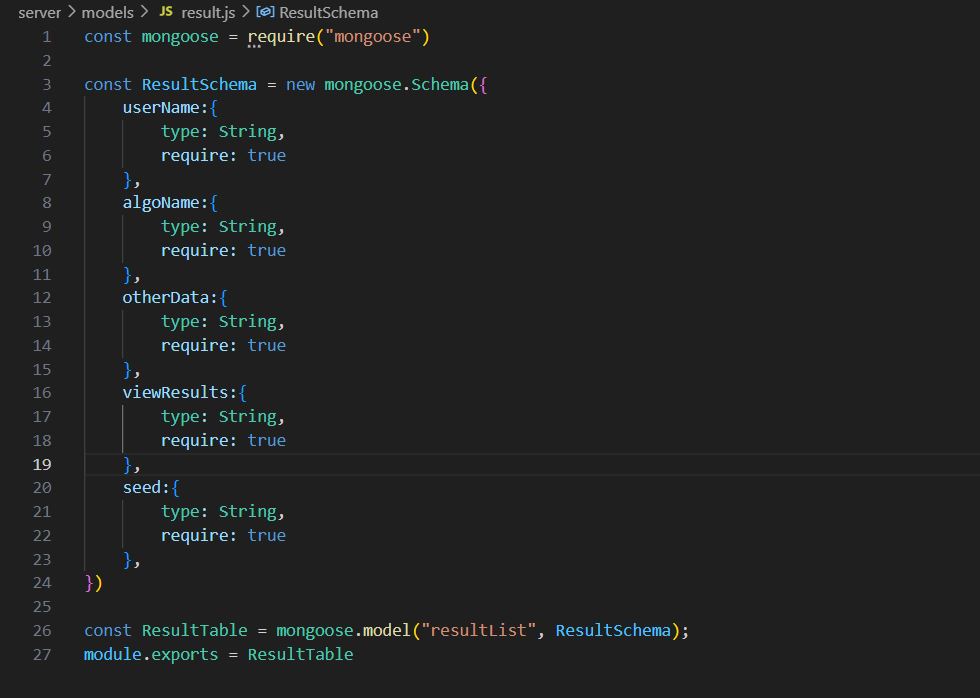 server > models > JS result.js > ResultSchema
1 const mongoose = require("mongoose")
2
3 const ResultSchema = new mongoose.Schema({
4     userName:{
5         type: String,
6         require: true
7     },
8     algoName:{
9         type: String,
10         require: true
11     },
12     otherData:{
13         type: String,
14         require: true
15     },
16     viewResults:{
17         type: String,
18         require: true
19     },
20     seed:{
21         type: String,
22         require: true
23     },
24 })
25
26 const ResultTable = mongoose.model("resultList", ResultSchema);
27 module.exports = ResultTable